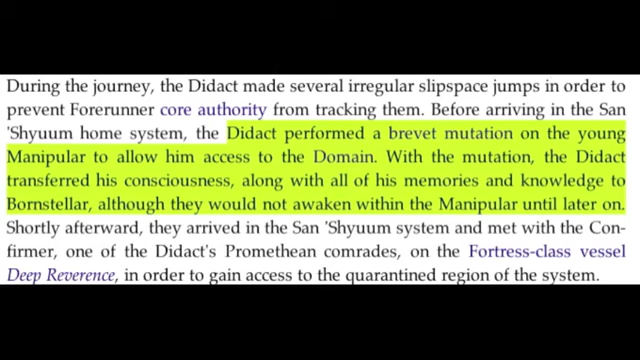 During the journey, the Didact made several irregular slipspace jumps in order to
prevent Forerunner core authority from tracking them. Before arriving in the San
'Shyuum home system, the Didact performed a brevet mutation on the young
Manipular to allow him access to the Domain. With the mutation, the Didact
transferred his consciousness, along with all of his memories and knowledge to
Bornstellar, although they would not awaken within the Manipular until later on.
Shortly afterward, they arrived in the San 'Shyuum system and met with the Con-
firmer, one of the Didact's Promethean comrades, on the Fortress-class vessel
Deep Reverence, in order to gain access to the quarantined region of the system.